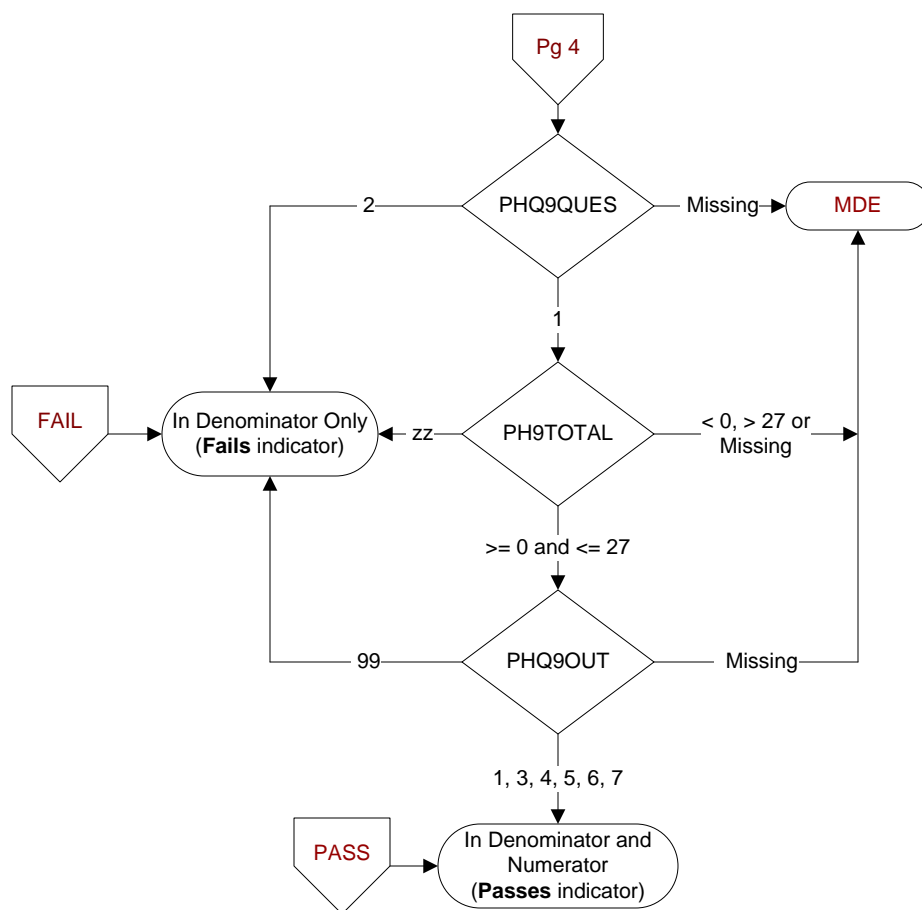 Pg 4
PHQ9QUES
2
Missing
MDE
1
FAIL
In Denominator Only
(Fails indicator)
zz
PH9TOTAL
< 0, > 27 or
Missing
>= 0 and <= 27
99
PHQ9OUT
Missing
1, 3, 4, 5, 6, 7
PASS
In Denominator and
Numerator
(Passes indicator)